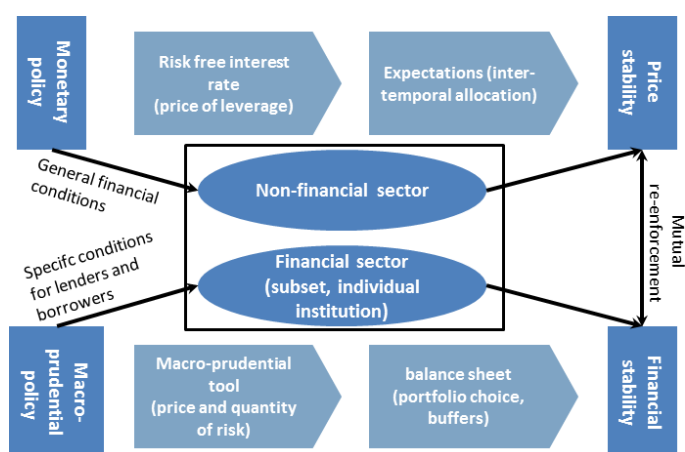 Monetary
policy
Risk free interest
rate
(price of leverage)
Expectations (inter-
temporal allocation)
Price
stability
General financial
conditions
Non-financial sector
Mutual
re-enforcement
Specifc conditions
for lenders and
borrowers
Financial sector
(subset, individual
institution)
Macro-
prudential
policy
Macro-prudential
tool
(price and quantity
of risk)
balance sheet
(portfolio choice,
buffers)
Financial
stability